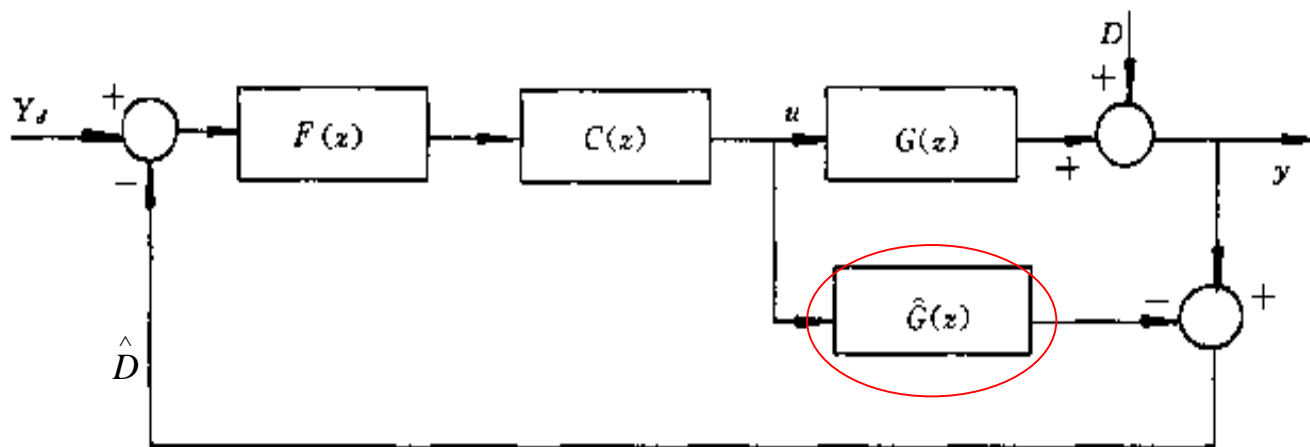 D
+
+
Y_d
F(z)
C(z)
u
G(z)
+
y
−
−
+
Ĝ(z)
D̂